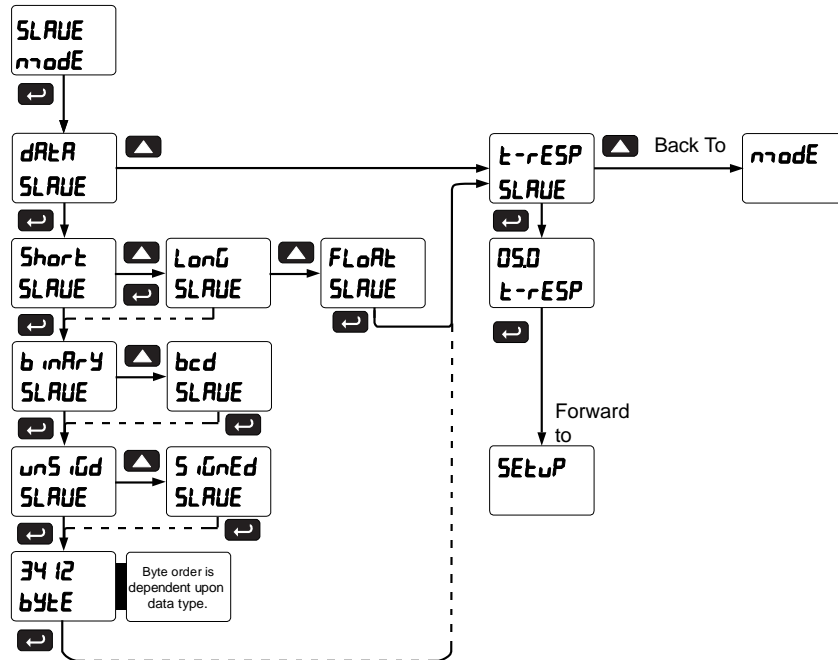 SLAVE
modE
dAtA
SLAVE
t-rESP
SLAVE
Back To
modE
Short
SLAVE
LonG
SLAVE
FLoAt
SLAVE
05.0
t-rESP
binArY
SLAVE
bcd
SLAVE
Forward
to
unSiGd
SLAVE
SiGnEd
SLAVE
SEtuP
3412
bYtE
Byte order is
dependent upon
data type.